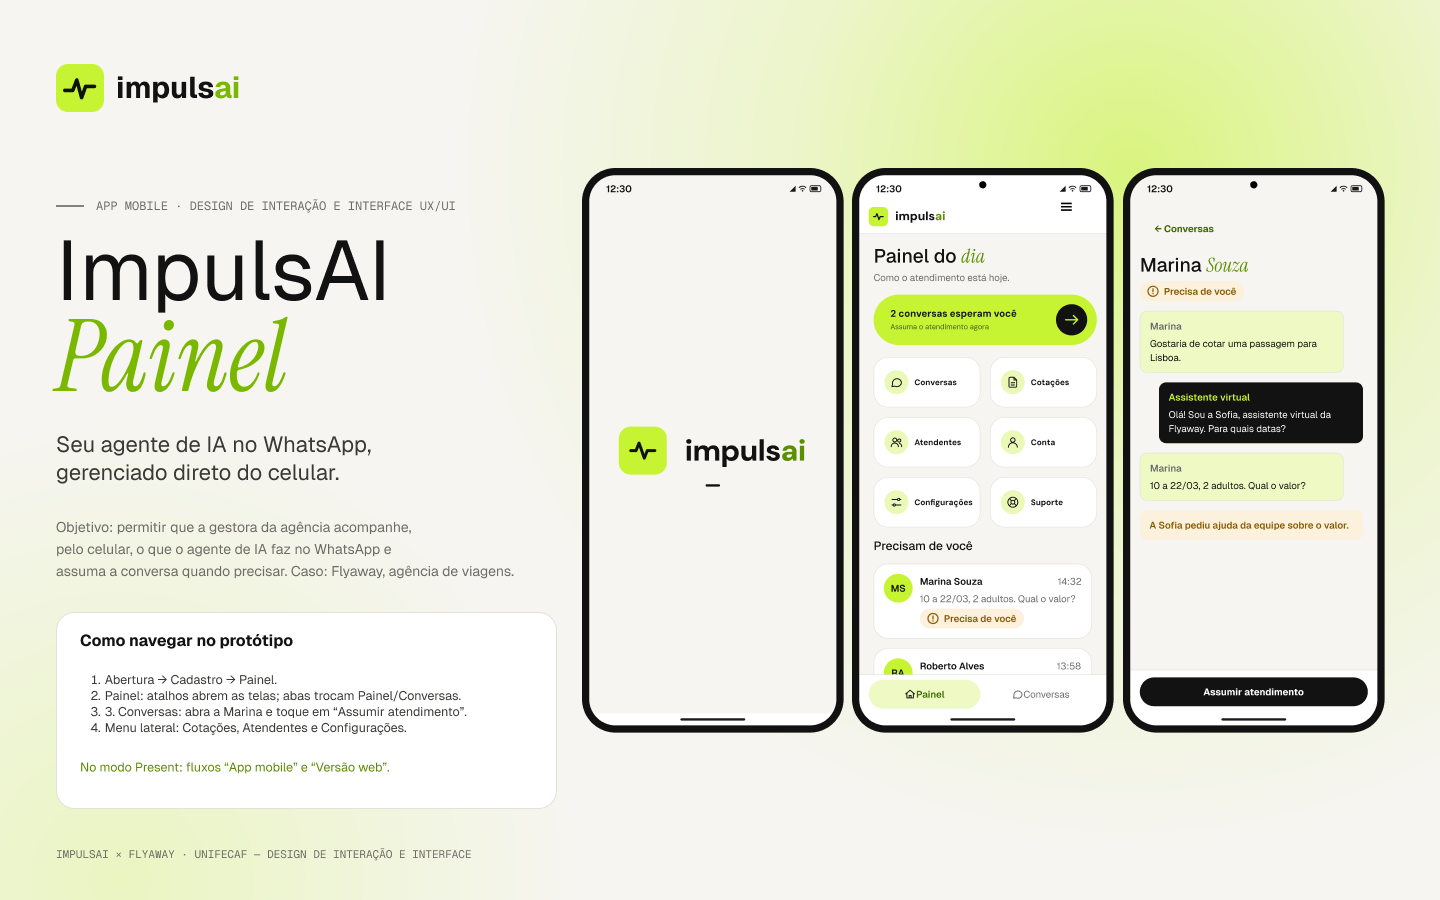 impulsai
APP MOBILE · DESIGN DE INTERAÇÃO E INTERFACE UX/UI
ImpulsAI
Painel
Seu agente de IA no WhatsApp,
gerenciado direto do celular.
Objetivo: permitir que a gestora da agência acompanhe,
pelo celular, o que o agente de IA faz no WhatsApp e
assuma a conversa quando precisar. Caso: Flyaway, agência de viagens.
Como navegar no protótipo
1. Abertura → Cadastro → Painel.
2. Painel: atalhos abrem as telas; abas trocam Painel/Conversas.
3. 3. Conversas: abra a Marina e toque em “Assumir atendimento”.
4. Menu lateral: Cotações, Atendentes e Configurações.
No modo Present: fluxos “App mobile” e “Versão web”.
IMPULSAI × FLYAWAY · UNIFECAF — DESIGN DE INTERAÇÃO E INTERFACE
12:30
impulsai
12:30
impulsai
Painel do dia
Como o atendimento está hoje.
2 conversas esperam você
Assuma o atendimento agora
Conversas
Cotações
Atendentes
Conta
Configurações
Suporte
Precisam de você
MS
Marina Souza
14:32
10 a 22/03, 2 adultos. Qual o valor?
Precisa de você
RA
Roberto Alves
13:58
Painel
Conversas
12:30
← Conversas
Marina Souza
Precisa de você
Marina
Gostaria de cotar uma passagem para
Lisboa.
Assistente virtual
Olá! Sou a Sofia, assistente virtual da
Flyaway. Para quais datas?
Marina
10 a 22/03, 2 adultos. Qual o valor?
A Sofia pediu ajuda da equipe sobre o valor.
Assumir atendimento